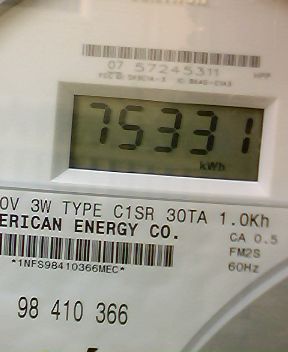 07 57245311 HPP
75331
kWh
0V 3W TYPE C1SR 30TA 1.0Kh
ERICAN ENERGY CO.
CA 0.5
FM2S
60Hz
*1NFS98410366MEC*
98 410 366